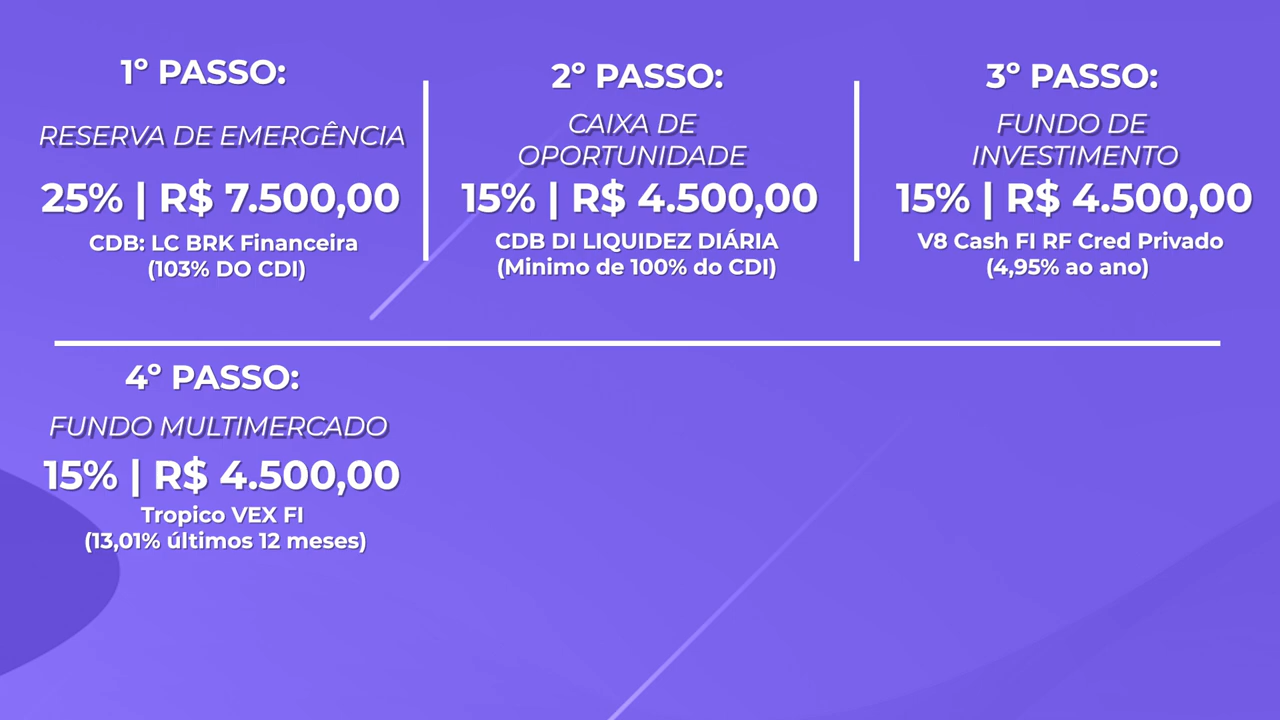 1º PASSO:
RESERVA DE EMERGÊNCIA
25% | R$ 7.500,00
CDB: LC BRK Financeira
(103% DO CDI)
2º PASSO:
CAIXA DE
OPORTUNIDADE
15% | R$ 4.500,00
CDB DI LIQUIDEZ DIÁRIA
(Minimo de 100% do CDI)
3º PASSO:
FUNDO DE
INVESTIMENTO
15% | R$ 4.500,00
V8 Cash FI RF Cred Privado
(4,95% ao ano)
4º PASSO:
FUNDO MULTIMERCADO
15% | R$ 4.500,00
Tropico VEX FI
(13,01% últimos 12 meses)